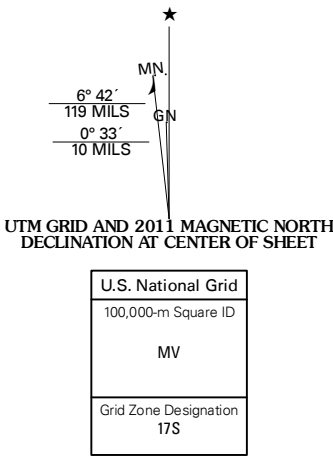 MN.
6° 42´
119 MILS
GN
0° 33´
10 MILS
UTM GRID AND 2011 MAGNETIC NORTH
DECLINATION AT CENTER OF SHEET
U.S. National Grid
100,000-m Square ID
MV
Grid Zone Designation
17S